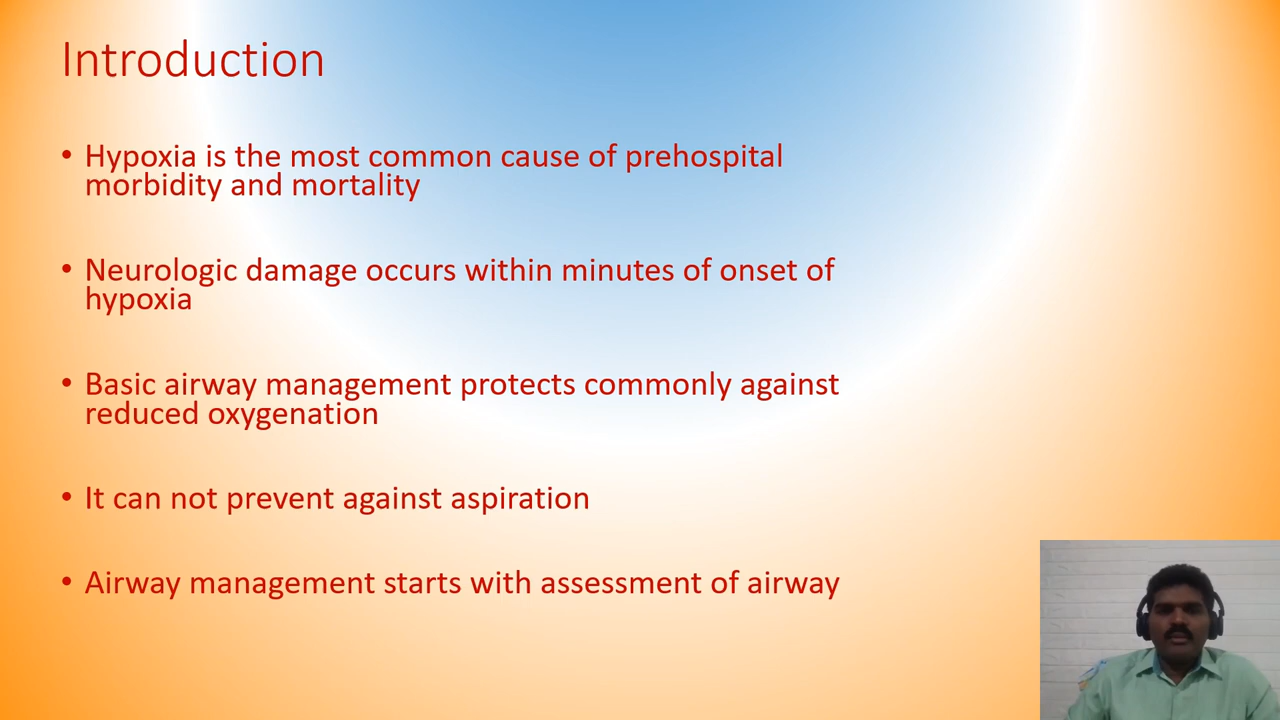 Introduction
• Hypoxia is the most common cause of prehospital
morbidity and mortality
• Neurologic damage occurs within minutes of onset of
hypoxia
• Basic airway management protects commonly against
reduced oxygenation
• It can not prevent against aspiration
• Airway management starts with assessment of airway